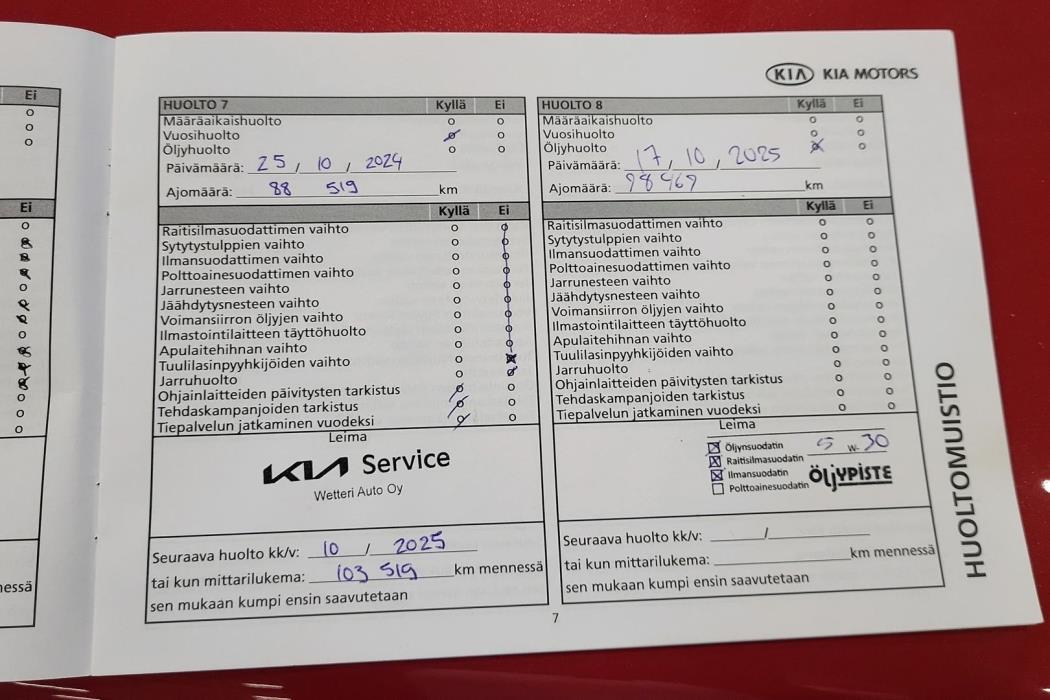 Ei
Ei
nessä
KIA KIA MOTORS
HUOLTO 7 Kyllä Ei
Määräaikaishuolto
Vuosihuolto
Öljyhuolto
Päivämäärä: 25 / 10 / 2024
Ajomäärä: 88 519 km
Kyllä Ei
Raitisilmasuodattimen vaihto
Sytytystulppien vaihto
Ilmansuodattimen vaihto
Polttoainesuodattimen vaihto
Jarrunesteen vaihto
Jäähdytysnesteen vaihto
Voimansiirron öljyjen vaihto
Ilmastointilaitteen täyttöhuolto
Apulaitehihnan vaihto
Tuulilasinpyyhkijöiden vaihto
Jarruhuolto
Ohjainlaitteiden päivitysten tarkistus
Tehdaskampanjoiden tarkistus
Tiepalvelun jatkaminen vuodeksi
Leima
KIA Service
Wetteri Auto Oy
Seuraava huolto kk/v: 10 / 2025
tai kun mittarilukema: 103 519 km mennessä
sen mukaan kumpi ensin saavutetaan
HUOLTO 8 Kyllä Ei
Määräaikaishuolto
Vuosihuolto
Öljyhuolto
Päivämäärä: 17, 10, 2025
Ajomäärä: 98469 km
Kyllä Ei
Raitisilmasuodattimen vaihto
Sytytystulppien vaihto
Ilmansuodattimen vaihto
Polttoainesuodattimen vaihto
Jarrunesteen vaihto
Jäähdytysnesteen vaihto
Voimansiirron öljyjen vaihto
Ilmastointilaitteen täyttöhuolto
Apulaitehihnan vaihto
Tuulilasinpyyhkijöiden vaihto
Jarruhuolto
Ohjainlaitteiden päivitysten tarkistus
Tehdaskampanjoiden tarkistus
Tiepalvelun jatkaminen vuodeksi
Leima
Öljynsuodatin 5 W- 30
Raitisilmasuodatin
Ilmansuodatin ÖLJYPISTE
Polttoainesuodatin
Seuraava huolto kk/v: /
tai kun mittarilukema: km mennessä
sen mukaan kumpi ensin saavutetaan
HUOLTOMUISTIO
7